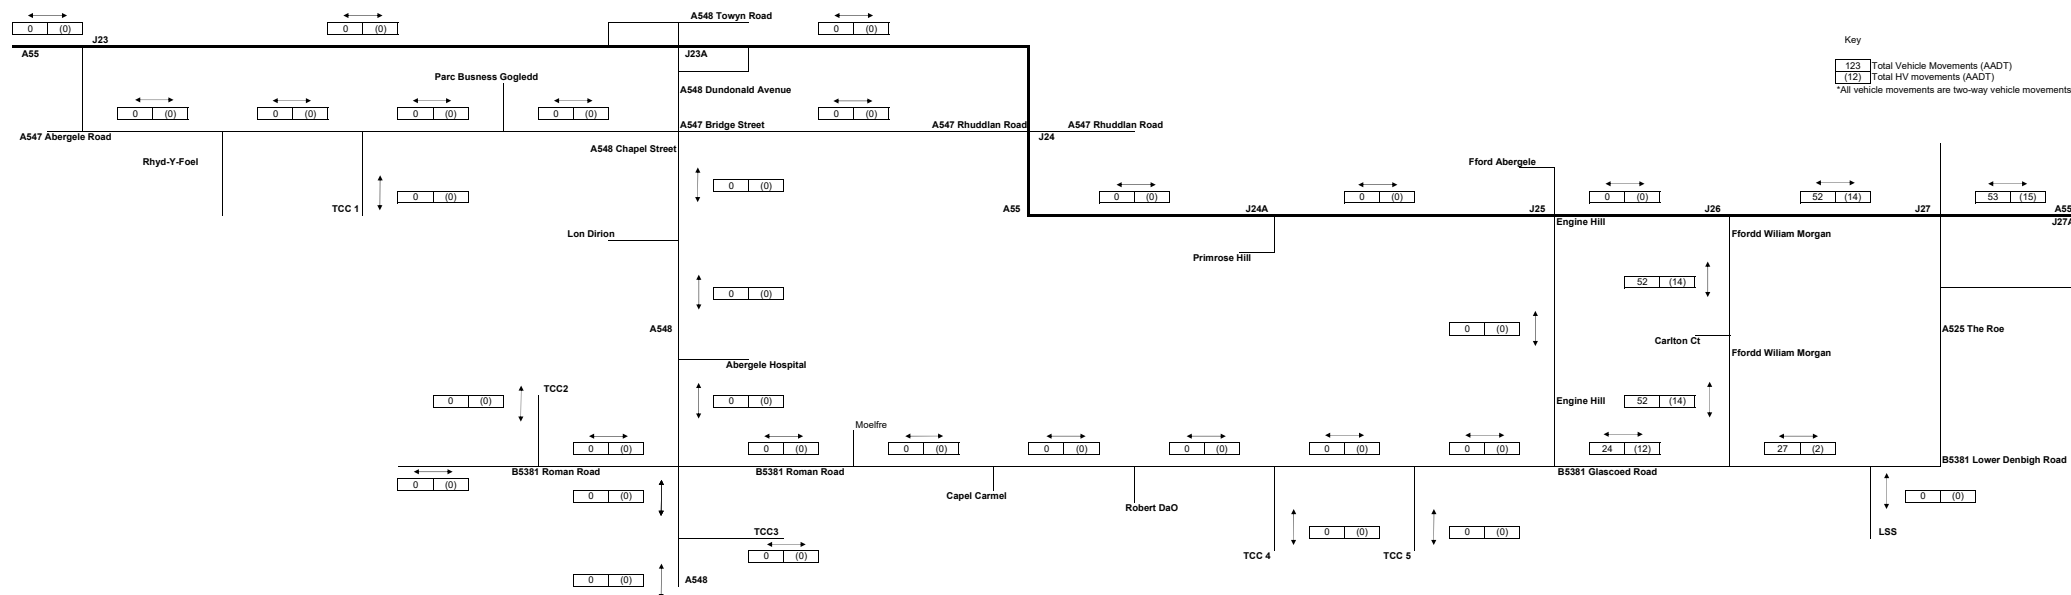 A548 Towyn Road
0 (0)
0 (0)
0 (0)
J23
Key
A55
J23A
123 Total Vehicle Movements (AADT)
(12) Total HV movements (AADT)
*All vehicle movements are two-way vehicle movements
Parc Busness Gogledd
A548 Dundonald Avenue
0 (0)
0 (0)
0 (0)
0 (0)
0 (0)
A547 Abergele Road
A547 Bridge Street
A547 Rhuddlan Road
J24
A547 Rhuddlan Road
A548 Chapel Street
Rhyd-Y-Foel
Fford Abergele
0 (0)
TCC 1
0 (0)
0 (0)
0 (0)
0 (0)
52 (14)
53 (15)
A55
J24A
J25
J26
J27
A55
J27A
Engine Hill
Lon Dirion
Ffordd Wiliam Morgan
Primrose Hill
52 (14)
0 (0)
A548
0 (0)
A525 The Roe
Carlton Ct
Ffordd Wiliam Morgan
Abergele Hospital
TCC2
0 (0)
0 (0)
Engine Hill
52 (14)
Moelfre
0 (0)
0 (0)
0 (0)
0 (0)
0 (0)
0 (0)
0 (0)
24 (12)
27 (2)
B5381 Lower Denbigh Road
B5381 Roman Road
B5381 Roman Road
B5381 Glascoed Road
0 (0)
0 (0)
Capel Carmel
0 (0)
Robert DaO
TCC3
0 (0)
0 (0)
LSS
0 (0)
TCC 4
TCC 5
0 (0)
A548